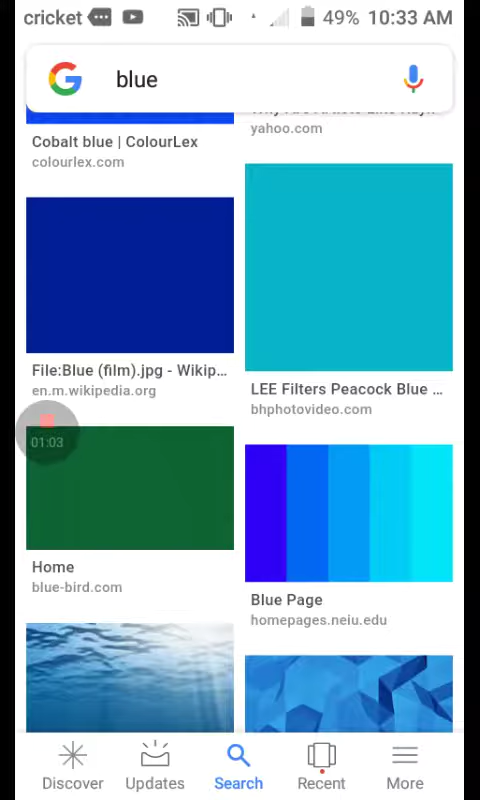 cricket 49% 10:33 AM
blue
Cobalt blue | ColourLex
colourlex.com
yahoo.com
File:Blue (film).jpg - Wikip...
en.m.wikipedia.org
LEE Filters Peacock Blue ...
bhphotovideo.com
01:03
Home
blue-bird.com
Blue Page
homepages.neiu.edu
Discover Updates Search Recent More